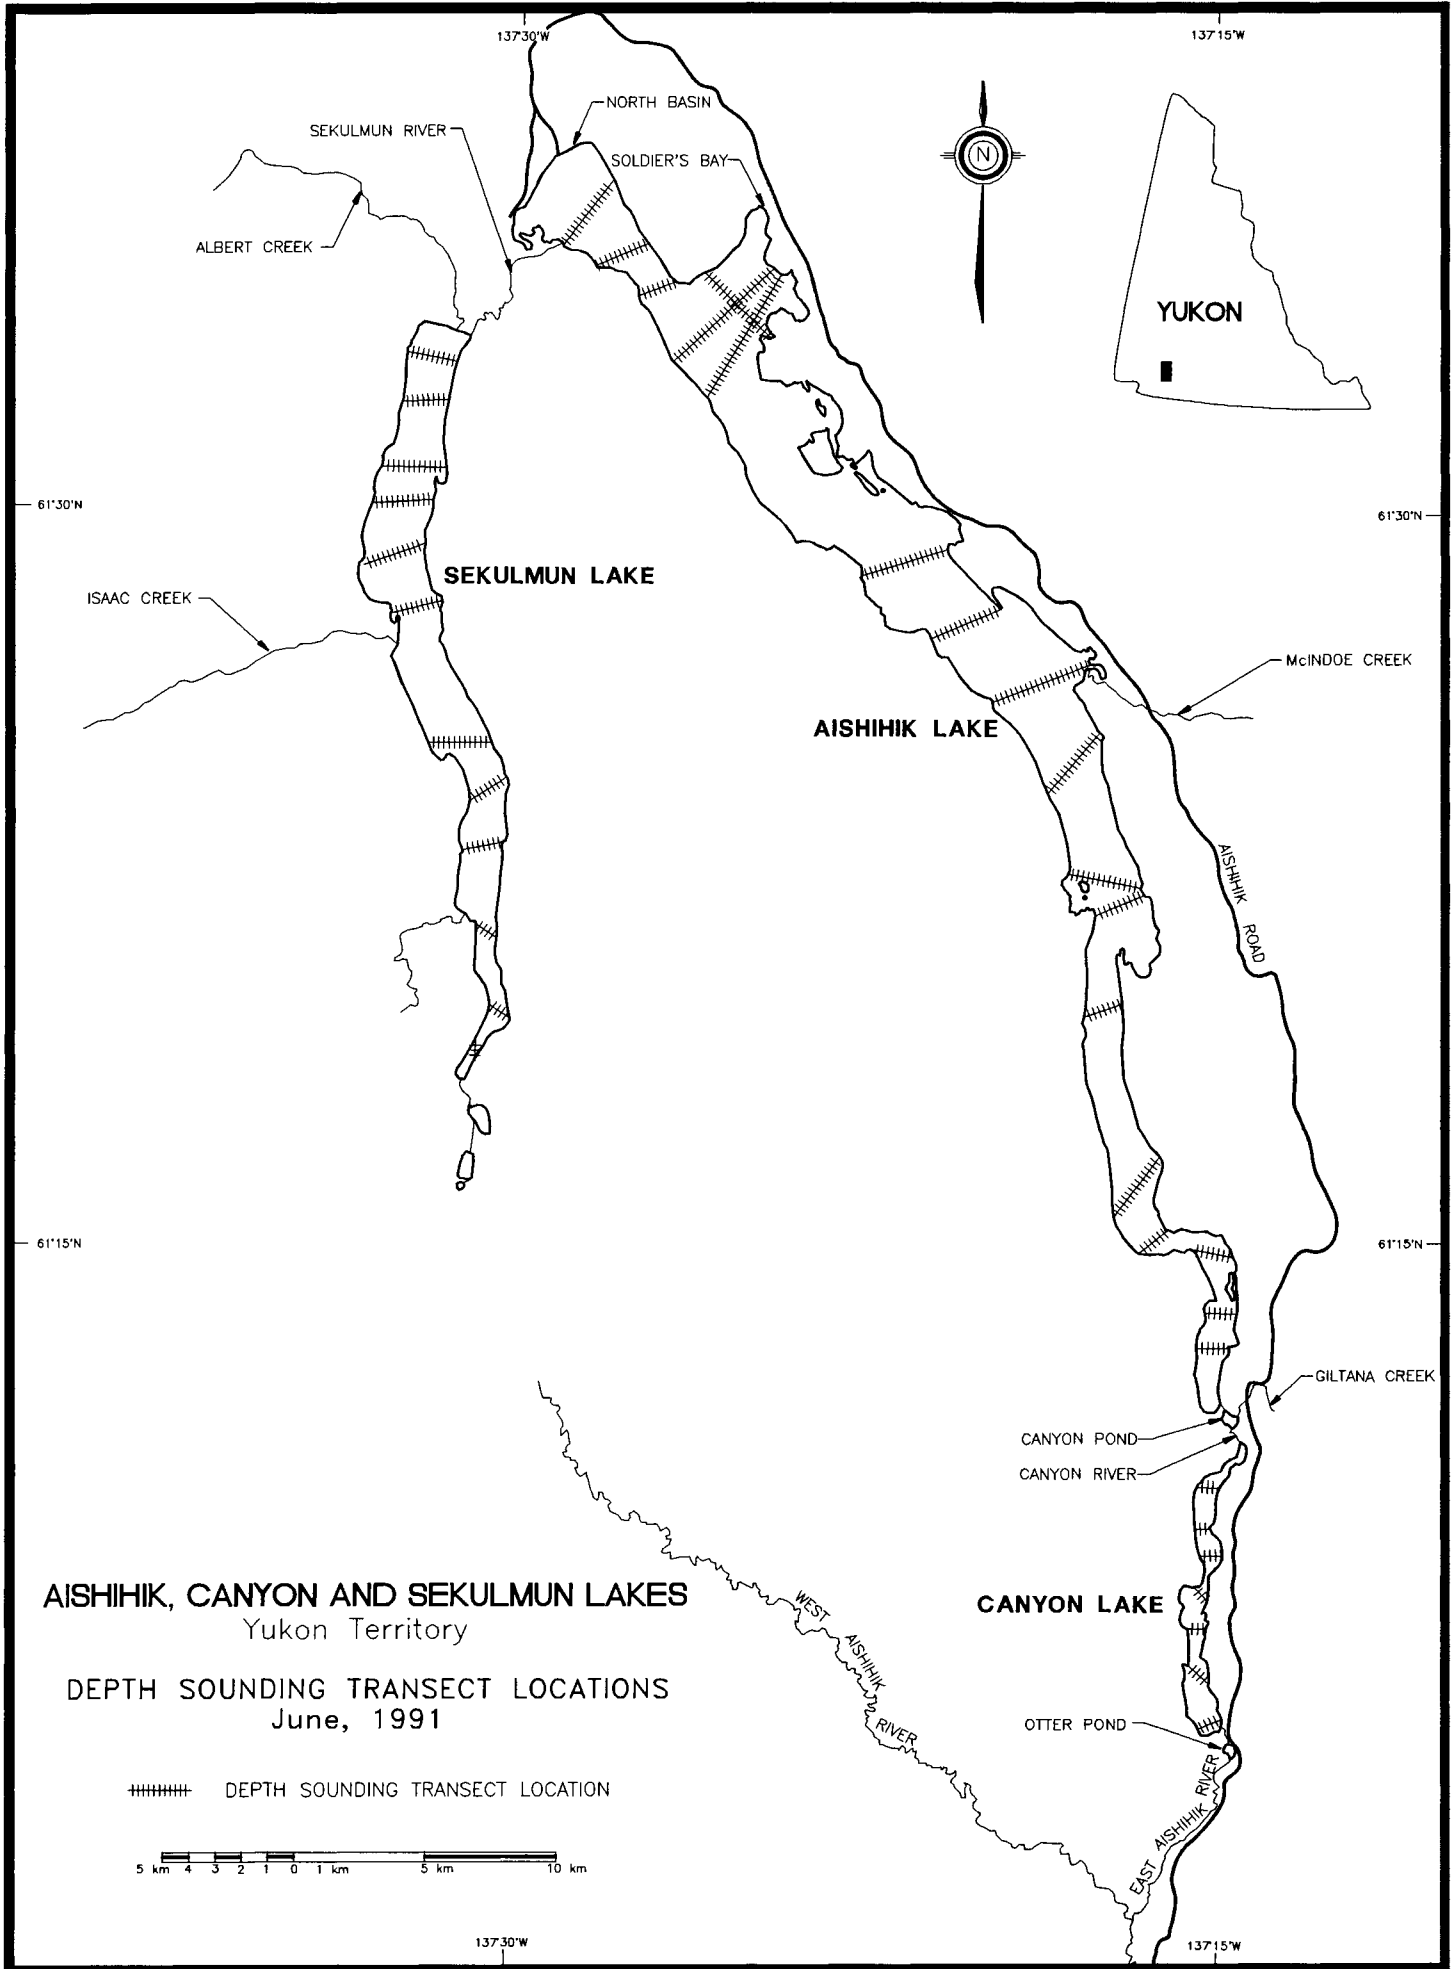 137°30'W
137°15'W
NORTH BASIN
SEKULMUN RIVER
SOLDIER'S BAY
N
ALBERT CREEK
YUKON
61°30'N
61°30'N
SEKULMUN LAKE
ISAAC CREEK
McINDOE CREEK
AISHIHIK LAKE
AISHIHIK ROAD
61°15'N
61°15'N
GILTANA CREEK
CANYON POND
CANYON RIVER
AISHIHIK, CANYON AND SEKULMUN LAKES
Yukon Territory
WEST AISHIHIK RIVER
CANYON LAKE
DEPTH SOUNDING TRANSECT LOCATIONS
June, 1991
OTTER POND
EAST AISHIHIK RIVER
DEPTH SOUNDING TRANSECT LOCATION
5 km 4 3 2 1 0 1 km 5 km 10 km
137°30'W
137°15'W